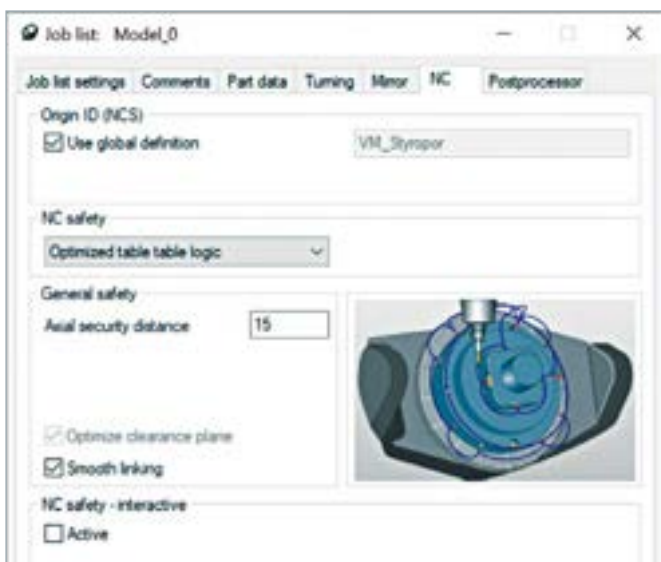 Job list: Model_0
Job list settings Comments Part data Turning Mirror NC Postprocessor
Origin ID (NCS)
Use global definition VM_Styropor
NC safety
Optimized table table logic
General safety
Axial security distance 15
Optimize clearance plane
Smooth linking
NC safety - interactive
Active